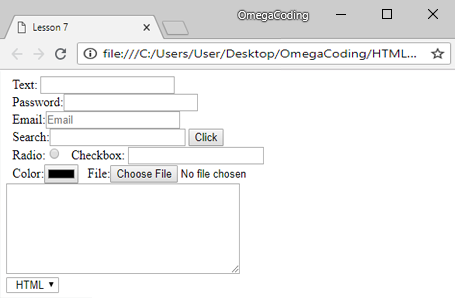 OmegaCoding
Lesson 7
file:///C:/Users/User/Desktop/OmegaCoding/HTML...
Text:
Password:
Email: Email
Search: Click
Radio: Checkbox:
Color: File: Choose File No file chosen
HTML